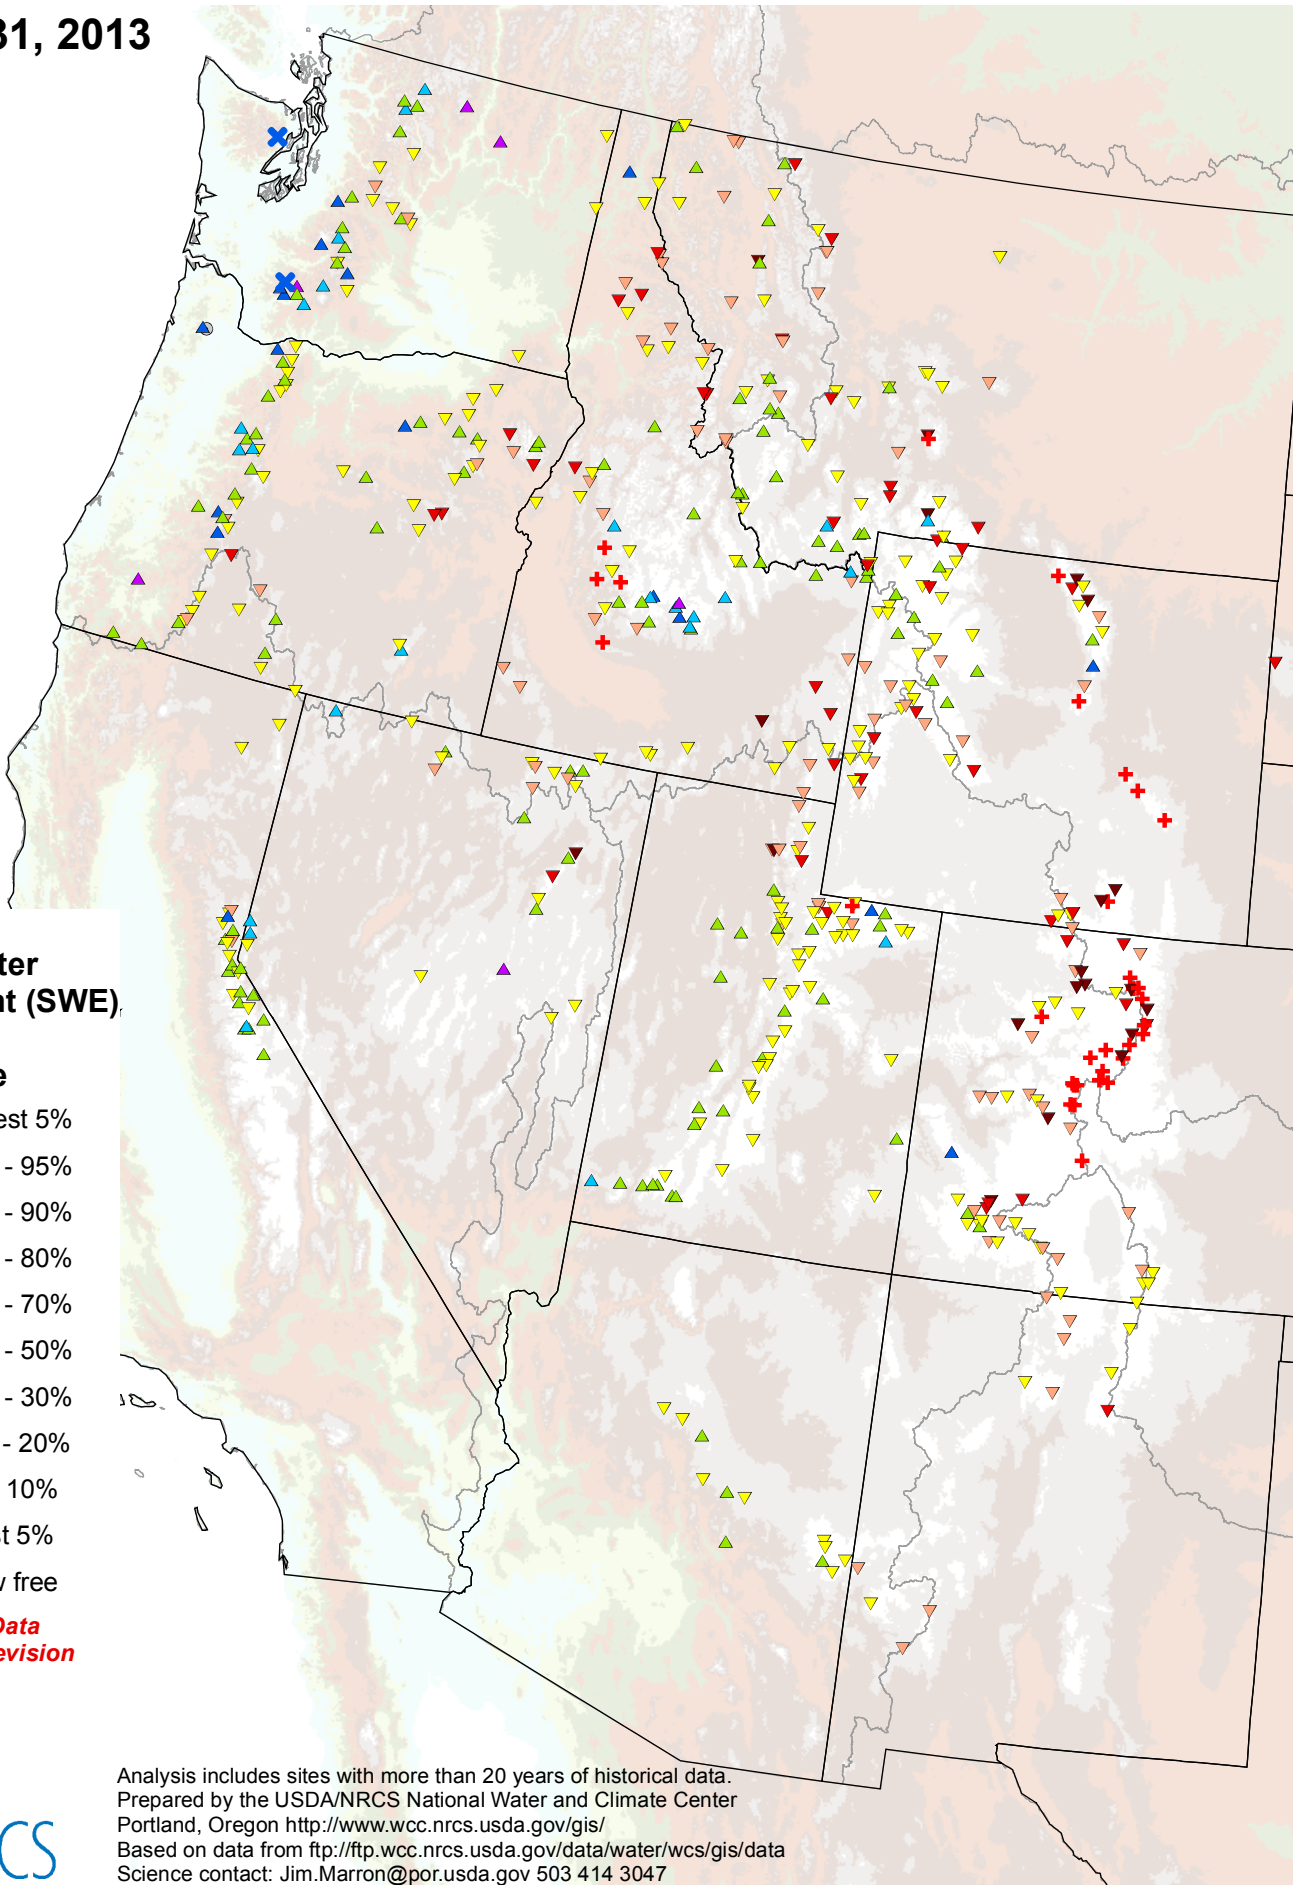 31, 2013
ter
nt (SWE)
e
est 5%
- 95%
- 90%
- 80%
- 70%
- 50%
- 30%
- 20%
10%
st 5%
w free
Data
evision
Analysis includes sites with more than 20 years of historical data.
Prepared by the USDA/NRCS National Water and Climate Center
Portland, Oregon http://www.wcc.nrcs.usda.gov/gis/
Based on data from ftp://ftp.wcc.nrcs.usda.gov/data/water/wcs/gis/data
Science contact: Jim.Marron@por.usda.gov 503 414 3047
CS